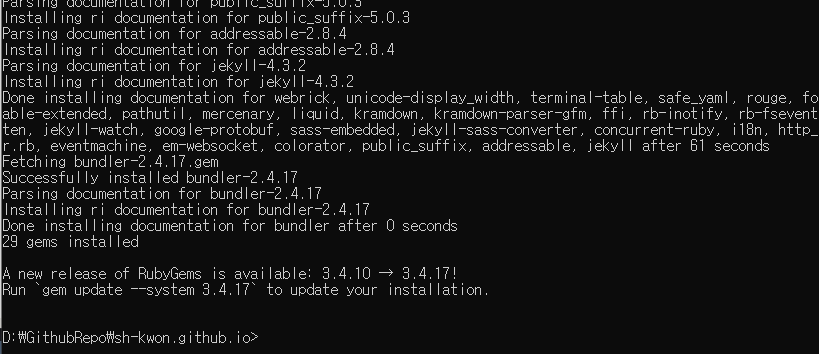 Parsing documentation for public_suffix-5.0.3
Installing ri documentation for public_suffix-5.0.3
Parsing documentation for addressable-2.8.4
Installing ri documentation for addressable-2.8.4
Parsing documentation for jekyll-4.3.2
Installing ri documentation for jekyll-4.3.2
Done installing documentation for webrick, unicode-display_width, terminal-table, safe_yaml, rouge, fo
able-extended, pathutil, mercenary, liquid, kramdown, kramdown-parser-gfm, ffi, rb-inotify, rb-fsevent
ten, jekyll-watch, google-protobuf, sass-embedded, jekyll-sass-converter, concurrent-ruby, i18n, http_
r.rb, eventmachine, em-websocket, colorator, public_suffix, addressable, jekyll after 61 seconds
Fetching bundler-2.4.17.gem
Successfully installed bundler-2.4.17
Parsing documentation for bundler-2.4.17
Installing ri documentation for bundler-2.4.17
Done installing documentation for bundler after 0 seconds
29 gems installed
A new release of RubyGems is available: 3.4.10 → 3.4.17!
Run `gem update --system 3.4.17` to update your installation.
D:₩GithubRepo₩sh-kwon.github.io>